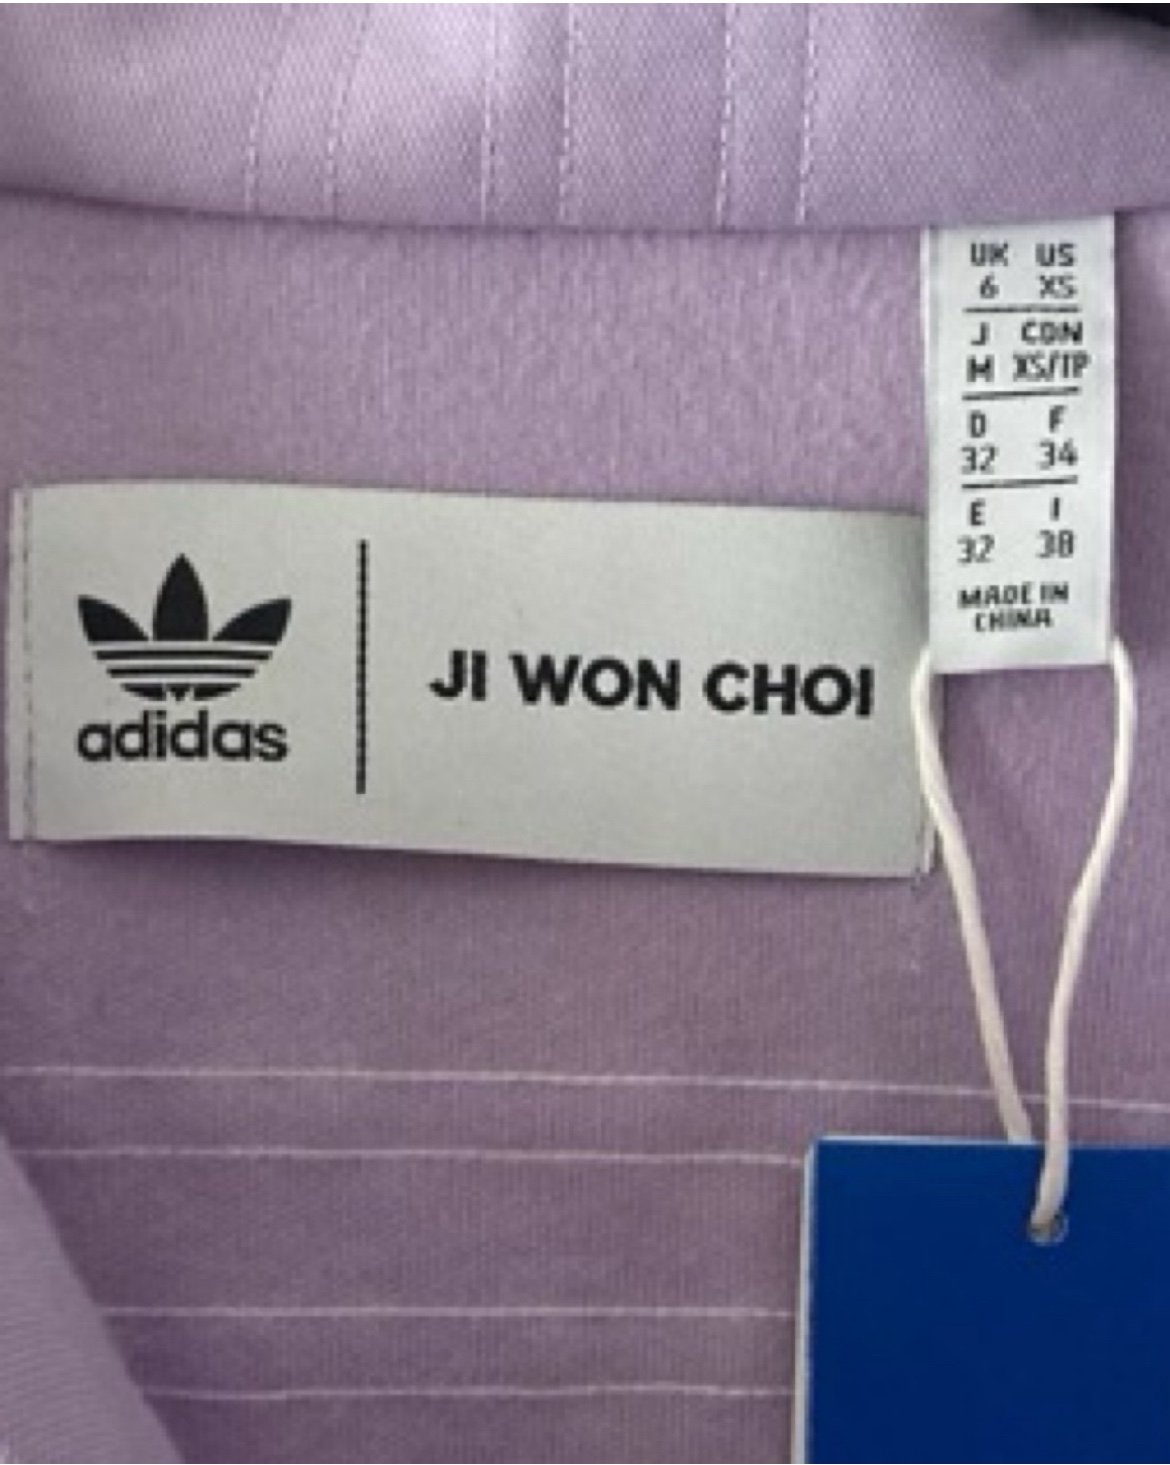 UK US
6 XS
J CDN
M XS/TP
D F
32 34
E I
32 38
MADE IN
CHINA
adidas
JI WON CHOI